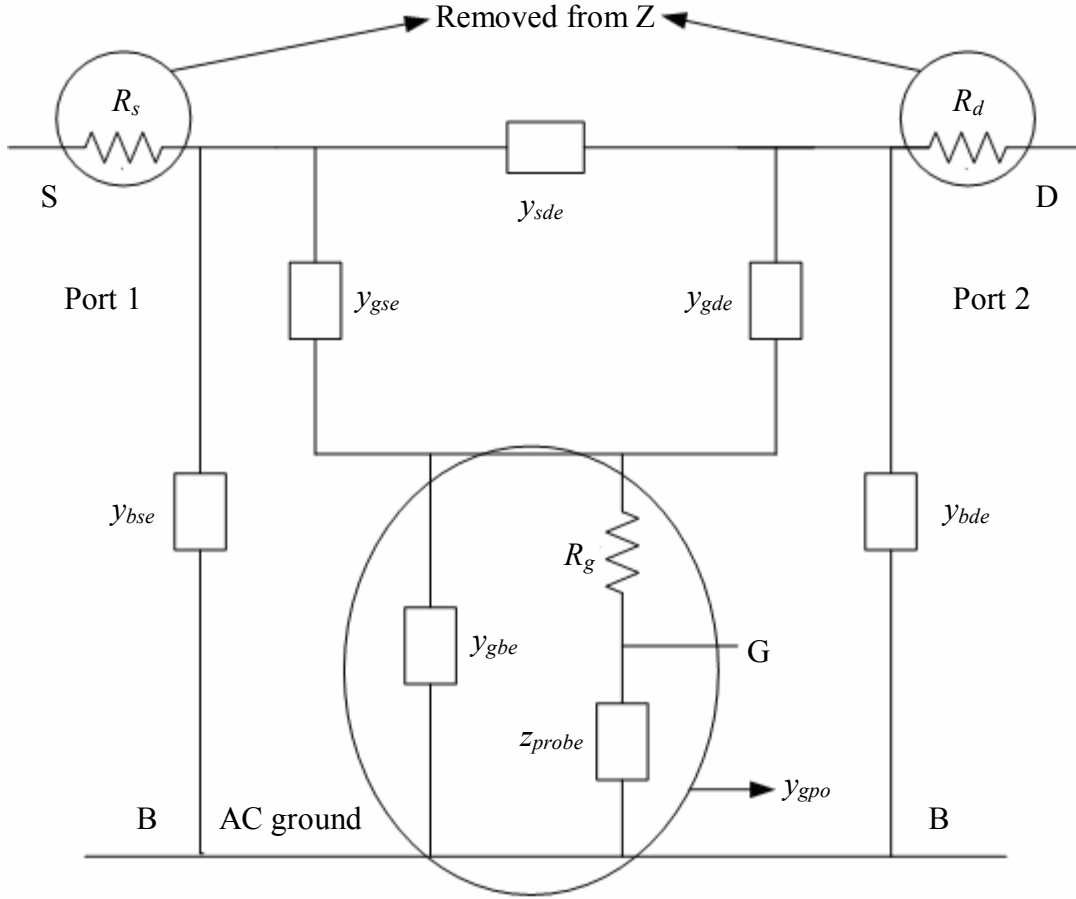 Removed from Z
Rs
Rd
S
ysde
D
Port 1
ygse
ygde
Port 2
ybse
Rg
ybde
ygbe
G
zprobe
ygpo
B
AC ground
B